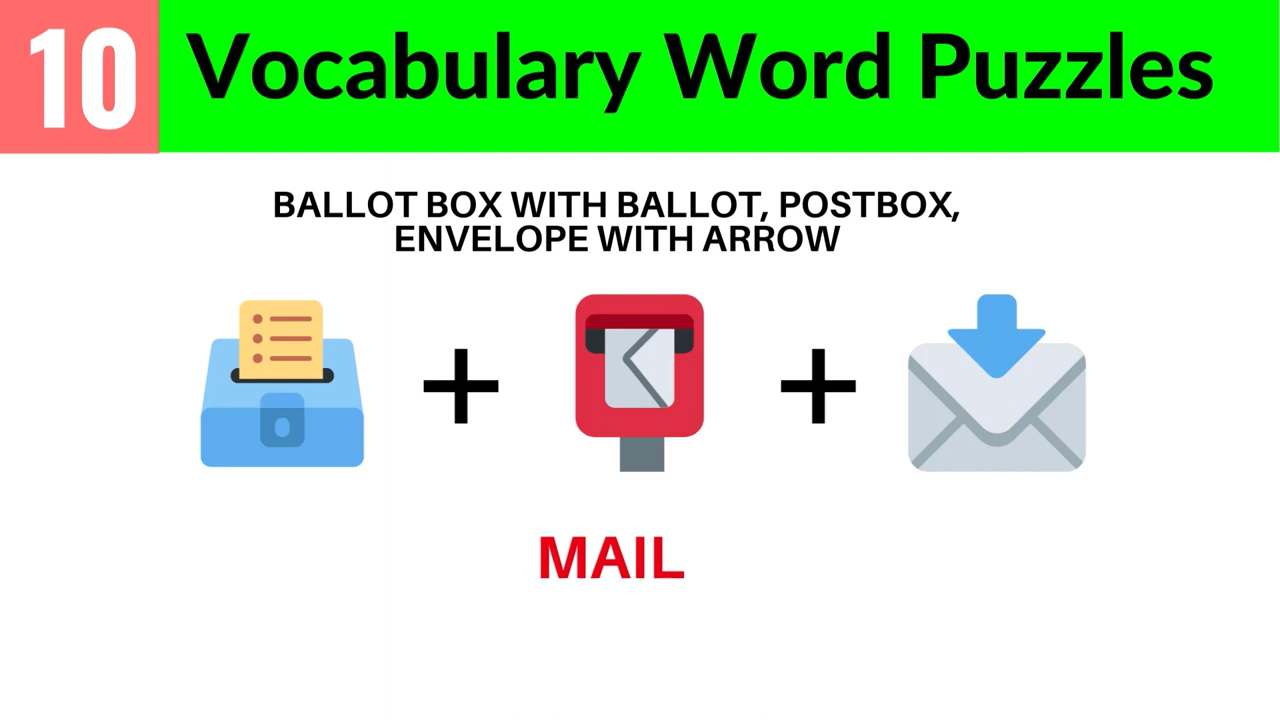 10 Vocabulary Word Puzzles
BALLOT BOX WITH BALLOT, POSTBOX,
ENVELOPE WITH ARROW
+ +
MAIL